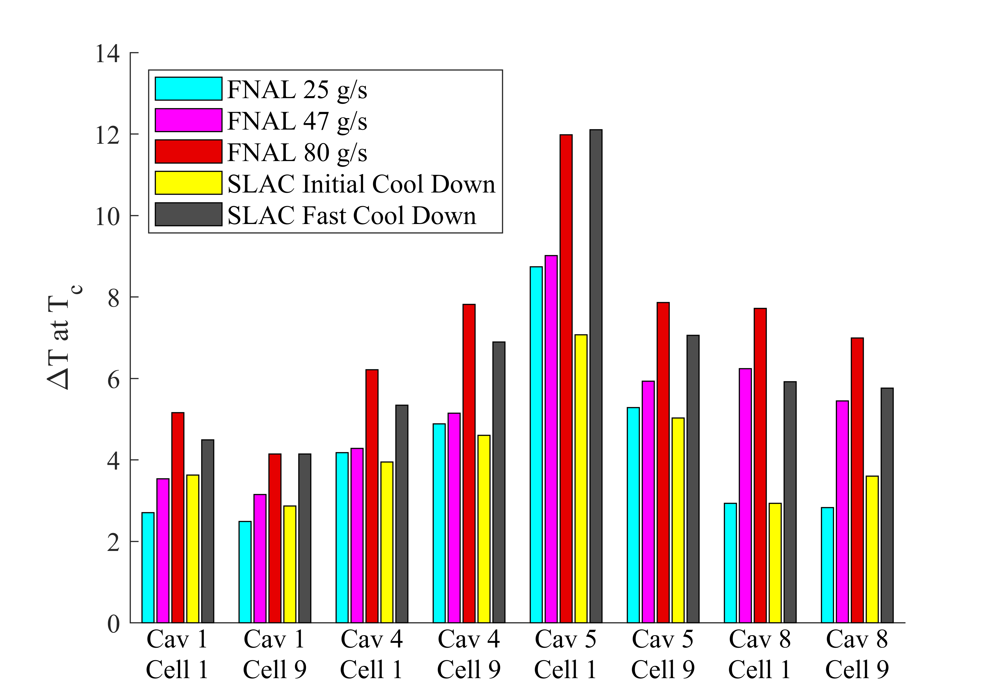 14
12
10
8
6
4
2
0
ΔT at Tc
FNAL 25 g/s
FNAL 47 g/s
FNAL 80 g/s
SLAC Initial Cool Down
SLAC Fast Cool Down
Cav 1 Cav 1 Cav 4 Cav 4 Cav 5 Cav 5 Cav 8 Cav 8
Cell 1 Cell 9 Cell 1 Cell 9 Cell 1 Cell 9 Cell 1 Cell 9